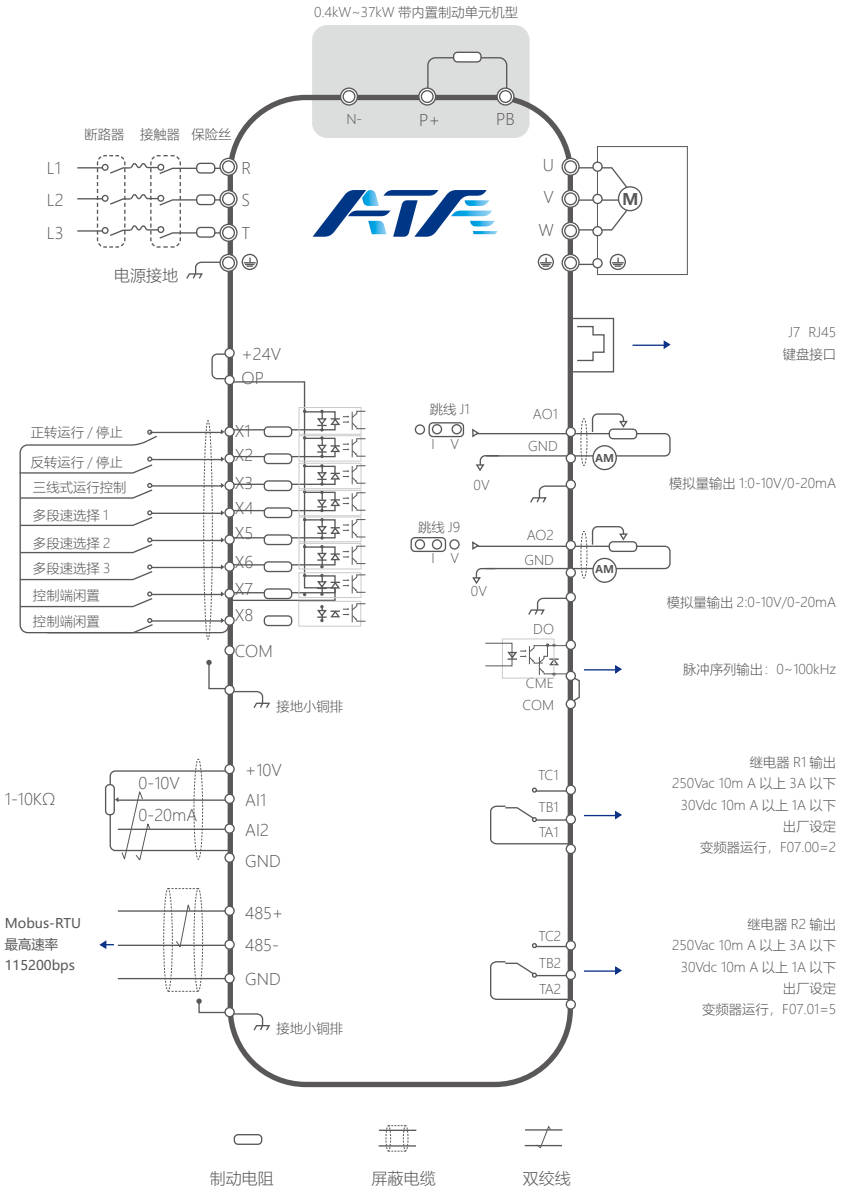 0.4kW~37kW 带内置制动单元机型
N-
P+
PB
断路器
接触器
保险丝
L1
R
L2
S
L3
T
电源接地
ATA
U
V
W
M
J7 RJ45
键盘接口
+24V
OP
正转运行 / 停止
X1
反转运行 / 停止
X2
三线式运行控制
X3
多段速选择 1
X4
多段速选择 2
X5
多段速选择 3
X6
控制端闲置
X7
控制端闲置
X8
COM
接地小铜排
跳线 J1
I V
AO1
GND
0V
AM
模拟量输出 1:0-10V/0-20mA
跳线 J9
I V
AO2
GND
0V
AM
模拟量输出 2:0-10V/0-20mA
DO
CME
COM
脉冲序列输出：0~100kHz
1-10KΩ
+10V
0-10V
AI1
0-20mA
AI2
GND
TC1
TB1
TA1
继电器 R1 输出
250Vac 10m A 以上 3A 以下
30Vdc 10m A 以上 1A 以下
出厂设定
变频器运行，F07.00=2
Mobus-RTU
最高速率
115200bps
485+
485-
GND
接地小铜排
TC2
TB2
TA2
继电器 R2 输出
250Vac 10m A 以上 3A 以下
30Vdc 10m A 以上 1A 以下
出厂设定
变频器运行，F07.01=5
制动电阻
屏蔽电缆
双绞线